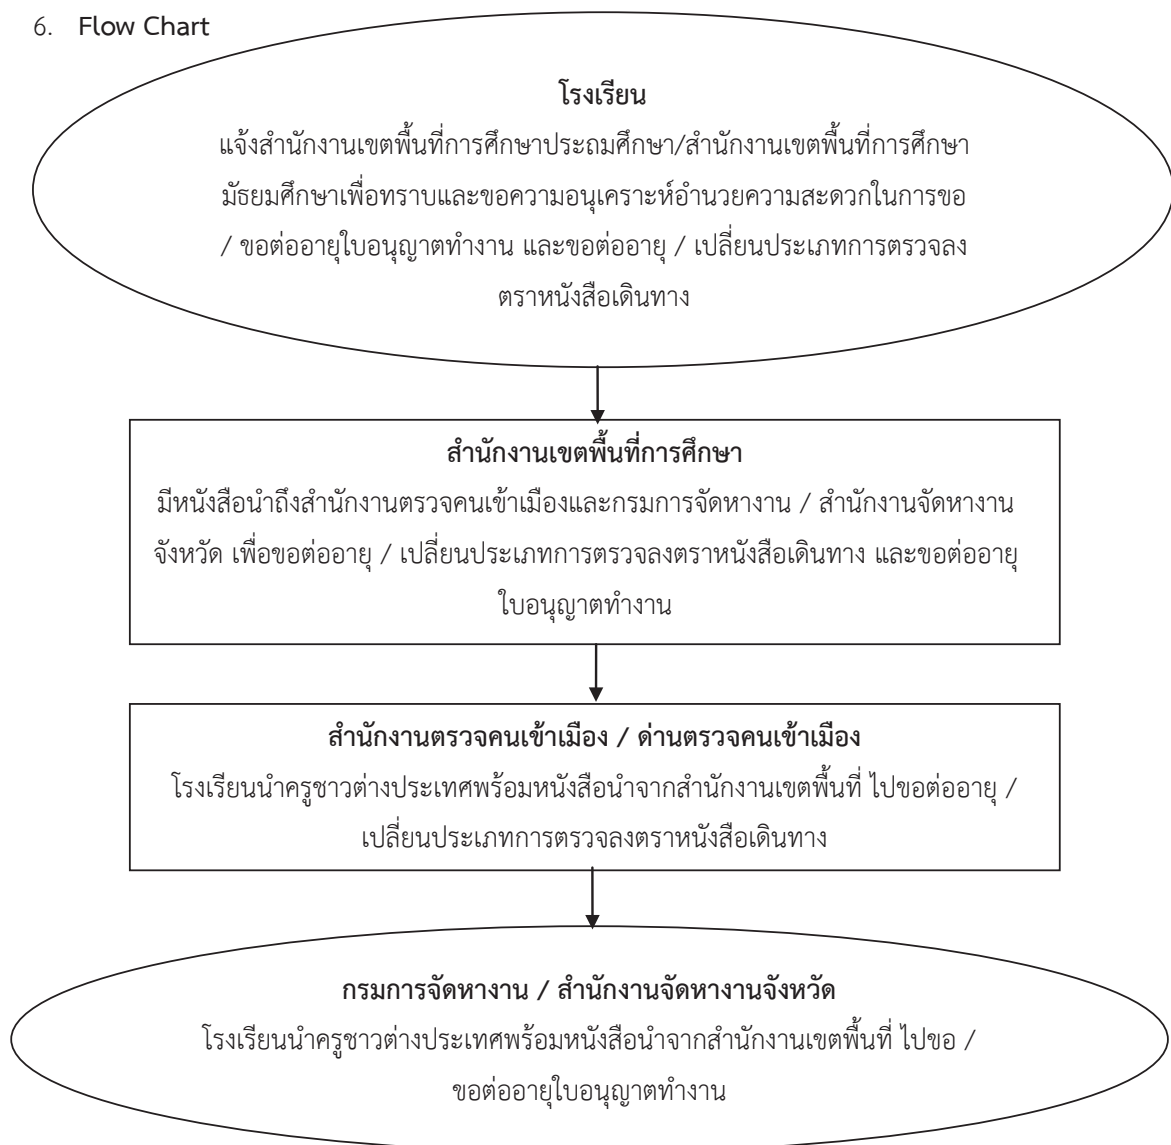 6. Flow Chart
โรงเรียน
แจ้งสำนักงานเขตพื้นที่การศึกษาประถมศึกษา/สำนักงานเขตพื้นที่การศึกษา
มัธยมศึกษาเพื่อทราบและขอความอนุเคราะห์อำนวยความสะดวกในการขอ
/ ขอต่ออายุใบอนุญาตทำงาน และขอต่ออายุ / เปลี่ยนประเภทการตรวจลง
ตราหนังสือเดินทาง
สำนักงานเขตพื้นที่การศึกษา
มีหนังสือนำถึงสำนักงานตรวจคนเข้าเมืองและกรมการจัดหางาน / สำนักงานจัดหางาน
จังหวัด เพื่อขอต่ออายุ / เปลี่ยนประเภทการตรวจลงตราหนังสือเดินทาง และขอต่ออายุ
ใบอนุญาตทำงาน
สำนักงานตรวจคนเข้าเมือง / ด่านตรวจคนเข้าเมือง
โรงเรียนนำครูชาวต่างประเทศพร้อมหนังสือนำจากสำนักงานเขตพื้นที่ ไปขอต่ออายุ /
เปลี่ยนประเภทการตรวจลงตราหนังสือเดินทาง
กรมการจัดหางาน / สำนักงานจัดหางานจังหวัด
โรงเรียนนำครูชาวต่างประเทศพร้อมหนังสือนำจากสำนักงานเขตพื้นที่ ไปขอ /
ขอต่ออายุใบอนุญาตทำงาน